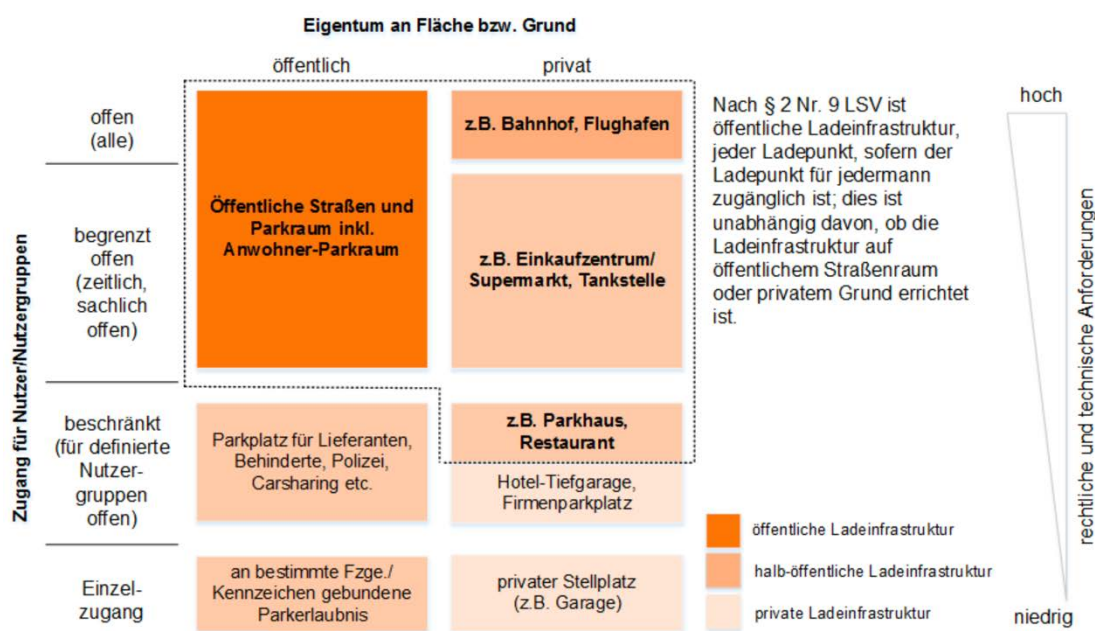 Eigentum an Fläche bzw. Grund
öffentlich
privat
Zugang für Nutzer/Nutzergruppen
offen
(alle)
z.B. Bahnhof, Flughafen
begrenzt
offen
(zeitlich,
sachlich
offen)
Öffentliche Straßen und
Parkraum inkl.
Anwohner-Parkraum
z.B. Einkaufzentrum/
Supermarkt, Tankstelle
beschränkt
(für definierte
Nutzer-
gruppen
offen)
Parkplatz für Lieferanten,
Behinderte, Polizei,
Carsharing etc.
z.B. Parkhaus,
Restaurant
Hotel-Tiefgarage,
Firmenparkplatz
Einzel-
zugang
an bestimmte Fzge./
Kennzeichen gebundene
Parkerlaubnis
privater Stellplatz
(z.B. Garage)
Nach § 2 Nr. 9 LSV ist
öffentliche Ladeinfrastruktur,
jeder Ladepunkt, sofern der
Ladepunkt für jedermann
zugänglich ist; dies ist
unabhängig davon, ob die
Ladeinfrastruktur auf
öffentlichem Straßenraum
oder privatem Grund errichtet
ist.
hoch
rechtliche und technische Anforderungen
niedrig
öffentliche Ladeinfrastruktur
halb-öffentliche Ladeinfrastruktur
private Ladeinfrastruktur